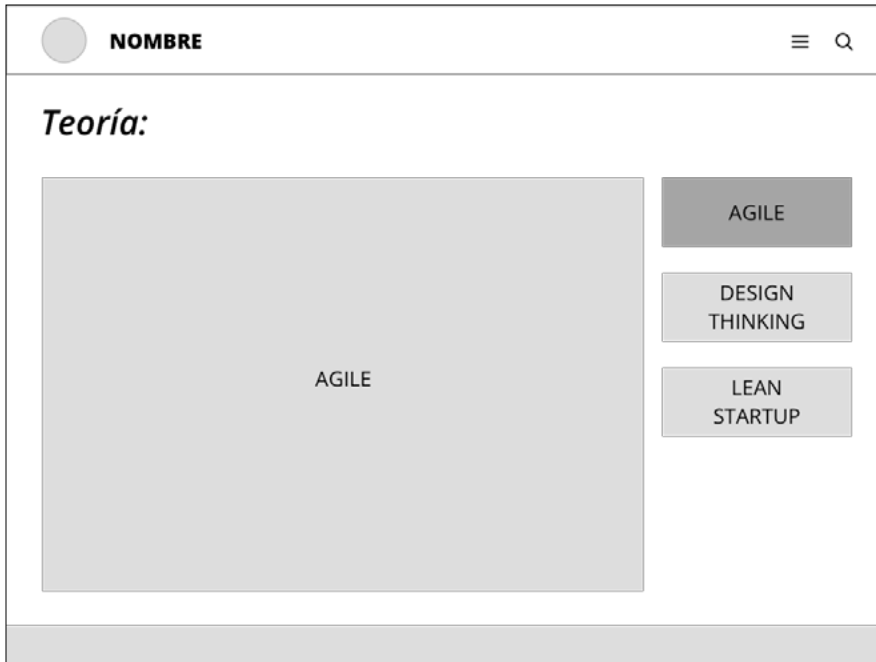 NOMBRE
Teoría:
AGILE
AGILE
DESIGN
THINKING
LEAN
STARTUP